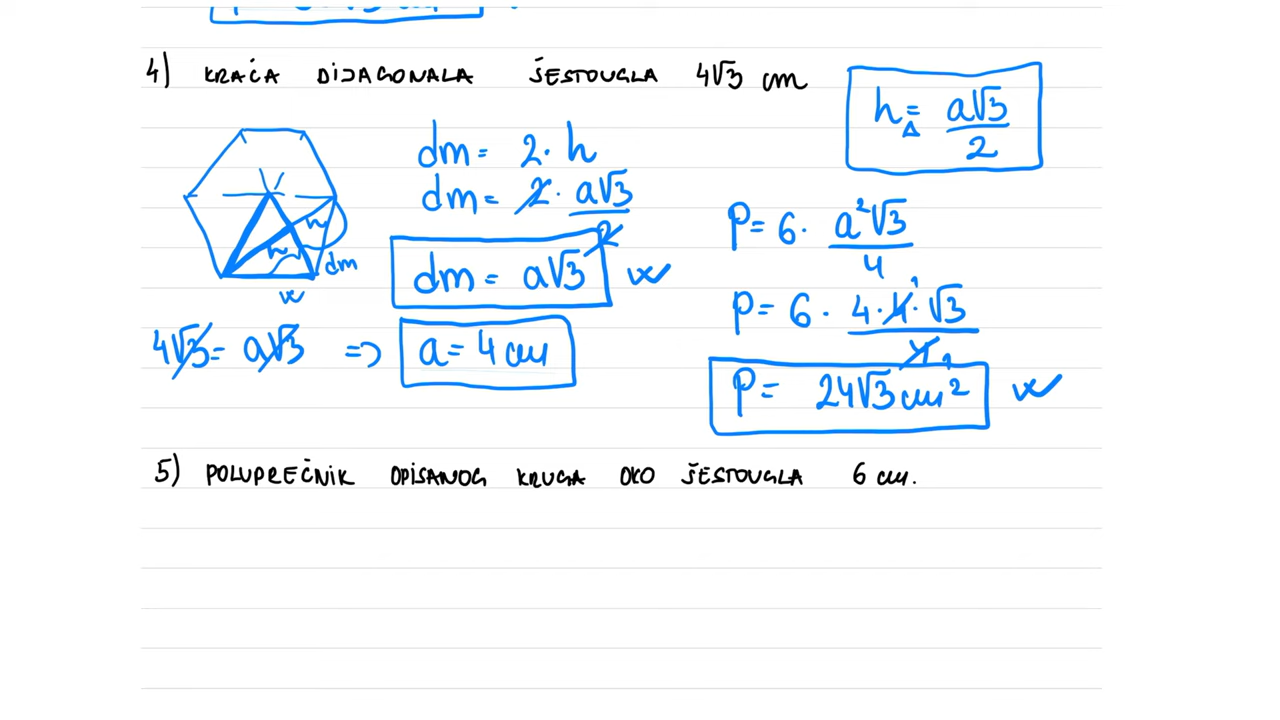 4) KRAĆA DIJAGONALA ŠESTOUGLA 4√3 cm
h△ = a√3/2
dm = 2 · h
dm = 2 · a√3/2
dm = a√3
h
h
dm
4√3 = a√3 => a = 4 cm
P = 6 · a²√3/4
P = 6 · 4·4·√3/4
P = 24√3 cm²
5) POLUPREČNIK OPISANOG KRUGA OKO ŠESTOUGLA 6 cm.